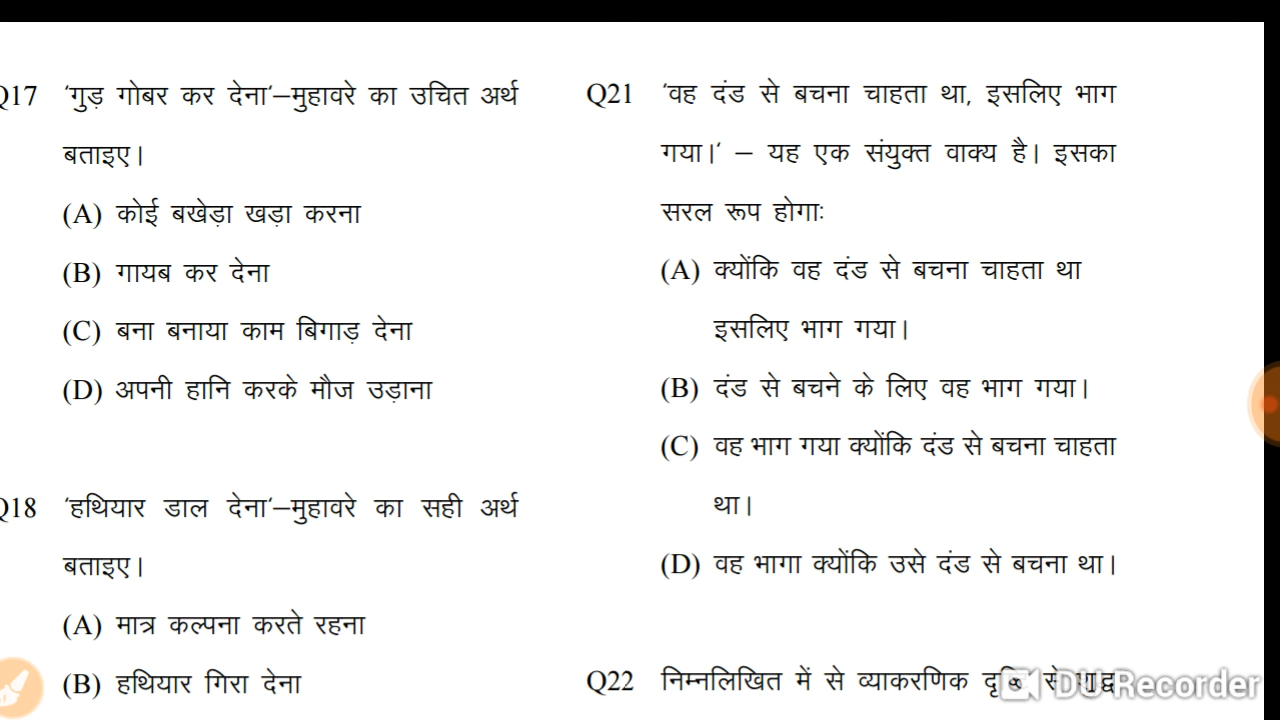 Q17 'गुड़ गोबर कर देना'–मुहावरे का उचित अर्थ
बताइए।
(A) कोई बखेड़ा खड़ा करना
(B) गायब कर देना
(C) बना बनाया काम बिगाड़ देना
(D) अपनी हानि करके मौज उड़ाना
Q18 'हथियार डाल देना'–मुहावरे का सही अर्थ
बताइए।
(A) मात्र कल्पना करते रहना
(B) हथियार गिरा देना
Q21 'वह दंड से बचना चाहता था, इसलिए भाग
गया।' – यह एक संयुक्त वाक्य है। इसका
सरल रूप होगाः
(A) क्योंकि वह दंड से बचना चाहता था
इसलिए भाग गया।
(B) दंड से बचने के लिए वह भाग गया।
(C) वह भाग गया क्योंकि दंड से बचना चाहता
था।
(D) वह भागा क्योंकि उसे दंड से बचना था।
Q22 निम्नलिखित में से व्याकरणिक से
DU Recorder